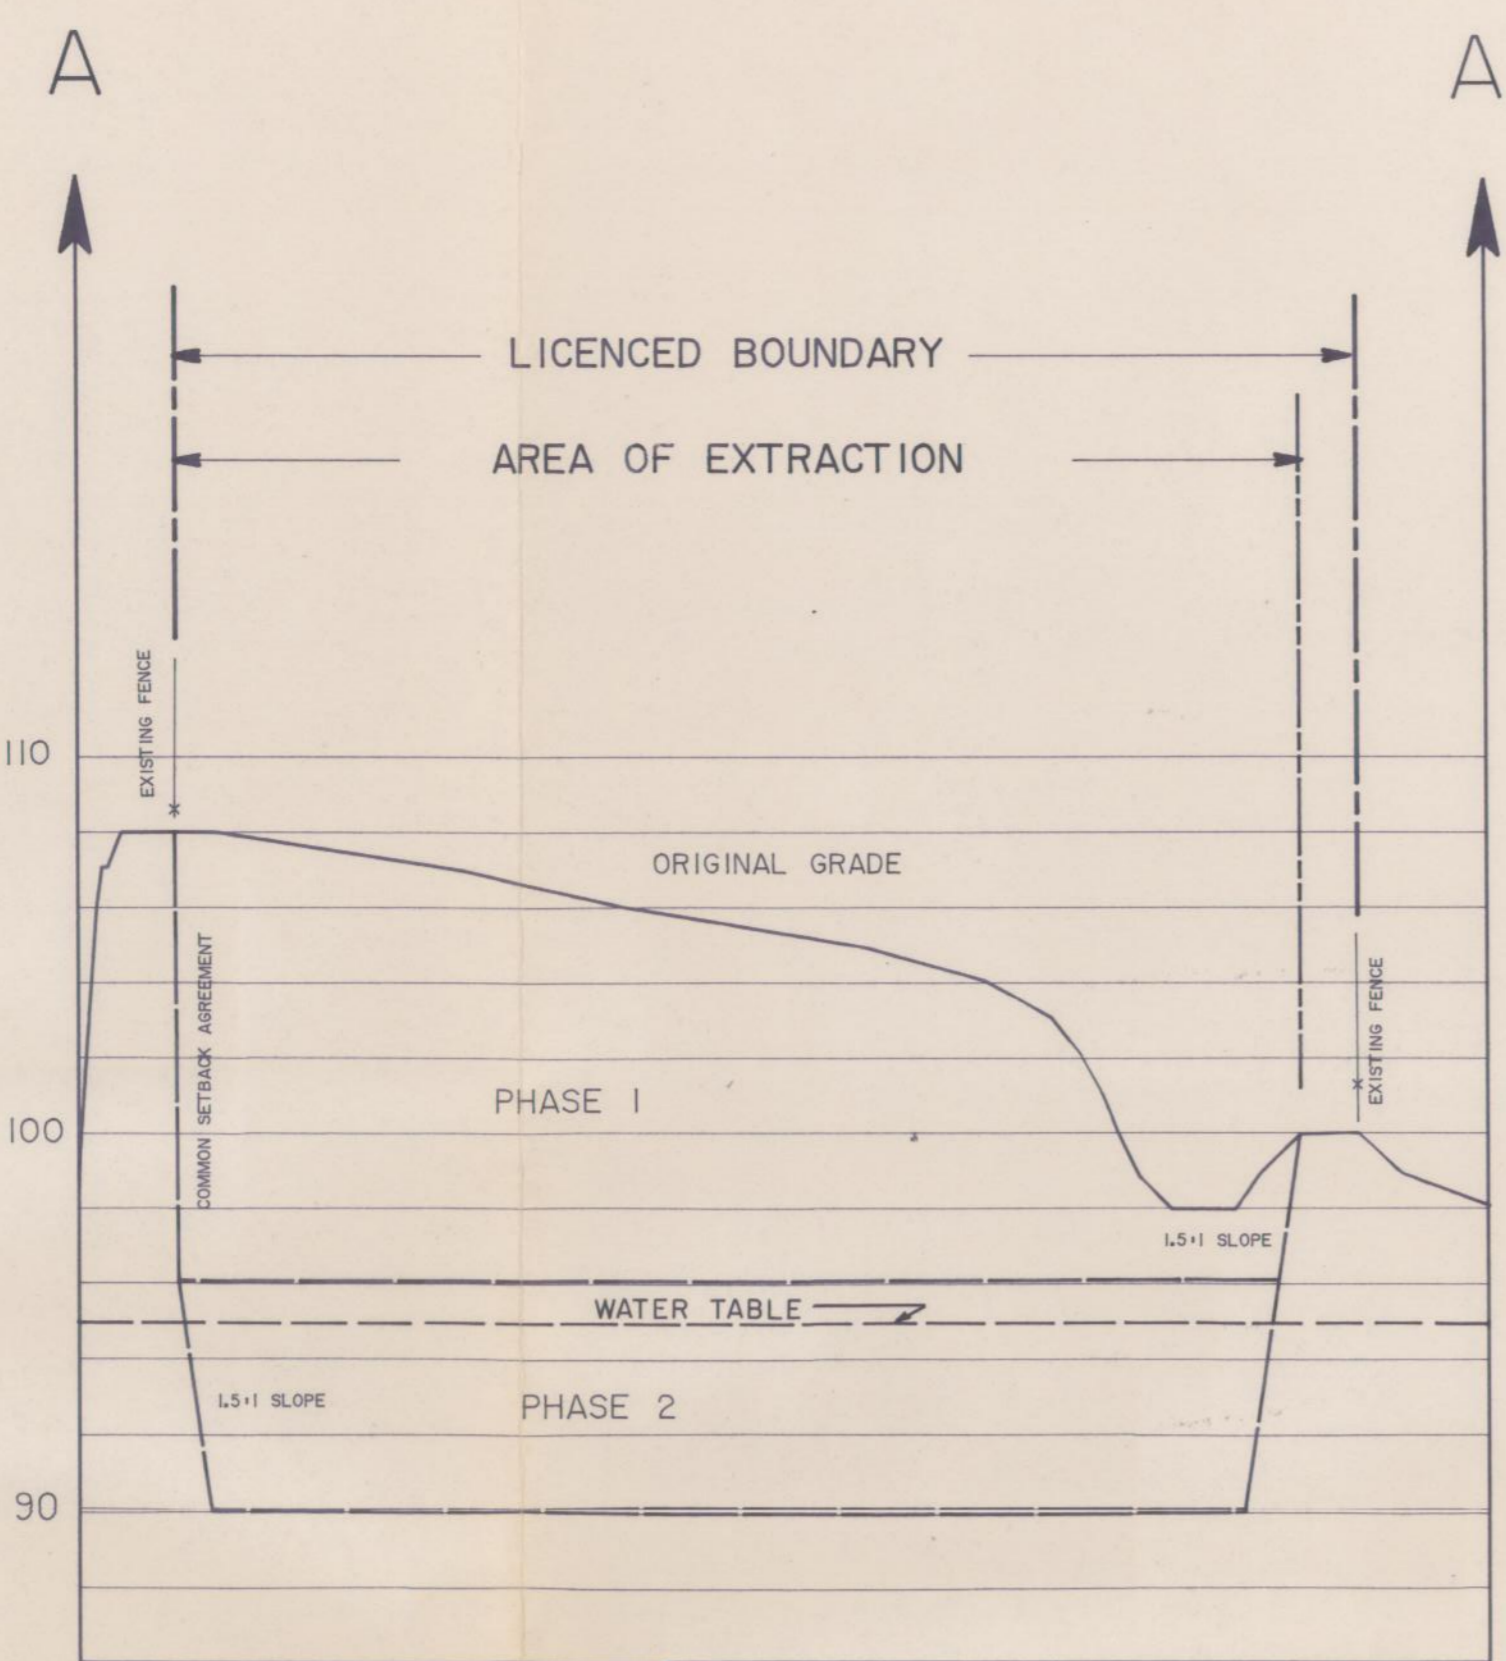 A A
LICENCED BOUNDARY
AREA OF EXTRACTION
EXISTING FENCE
110
ORIGINAL GRADE
COMMON SETBACK AGREEMENT
EXISTING FENCE
PHASE 1
100
1.5:1 SLOPE
WATER TABLE
1.5:1 SLOPE
PHASE 2
90